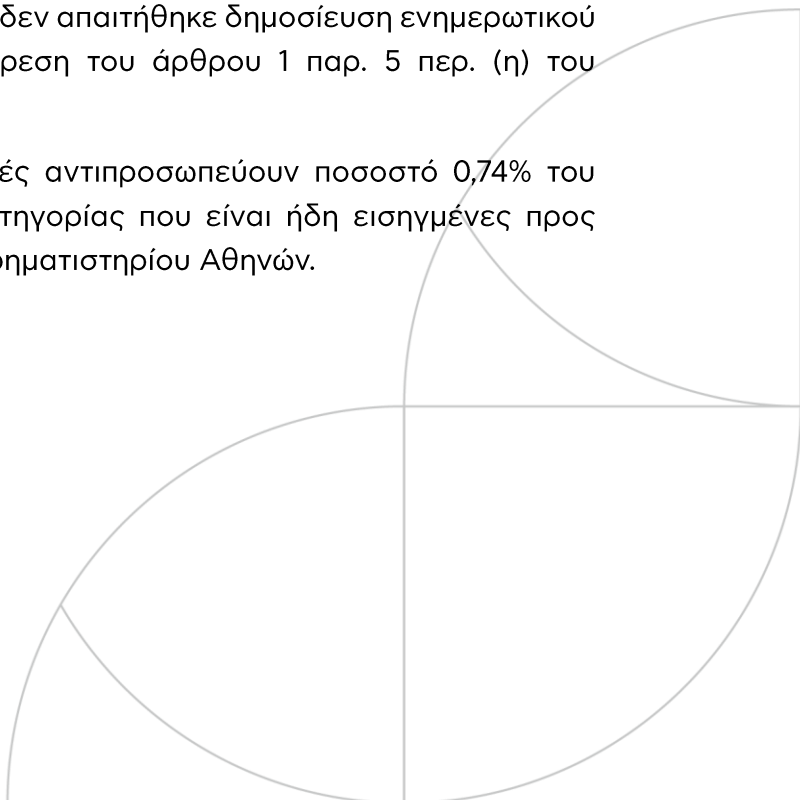 δεν απαιτήθηκε δημοσίευση ενημερωτικού
ρεση του άρθρου 1 παρ. 5 περ. (η) του
ές αντιπροσωπεύουν ποσοστό 0,74% του
τηγορίας που είναι ήδη εισηγμένες προς
ρηματιστηρίου Αθηνών.